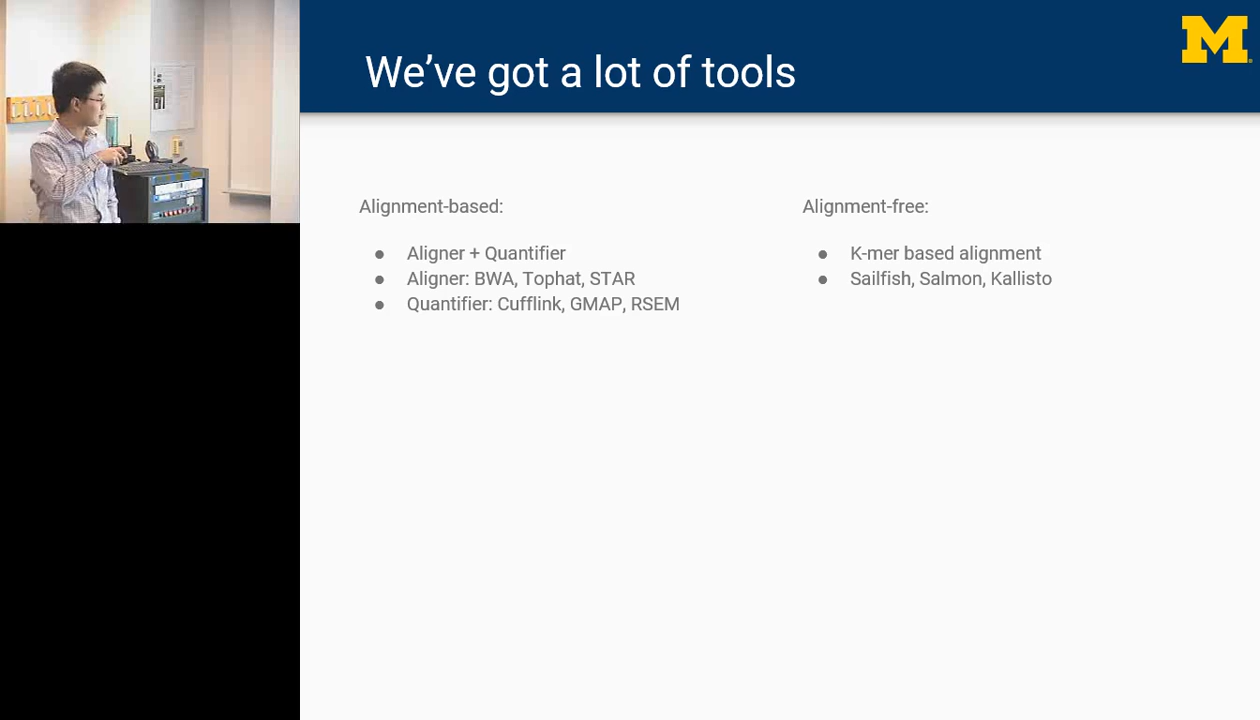 We've got a lot of tools
M
Alignment-based:
● Aligner + Quantifier
● Aligner: BWA, Tophat, STAR
● Quantifier: Cufflink, GMAP, RSEM
Alignment-free:
● K-mer based alignment
● Sailfish, Salmon, Kallisto